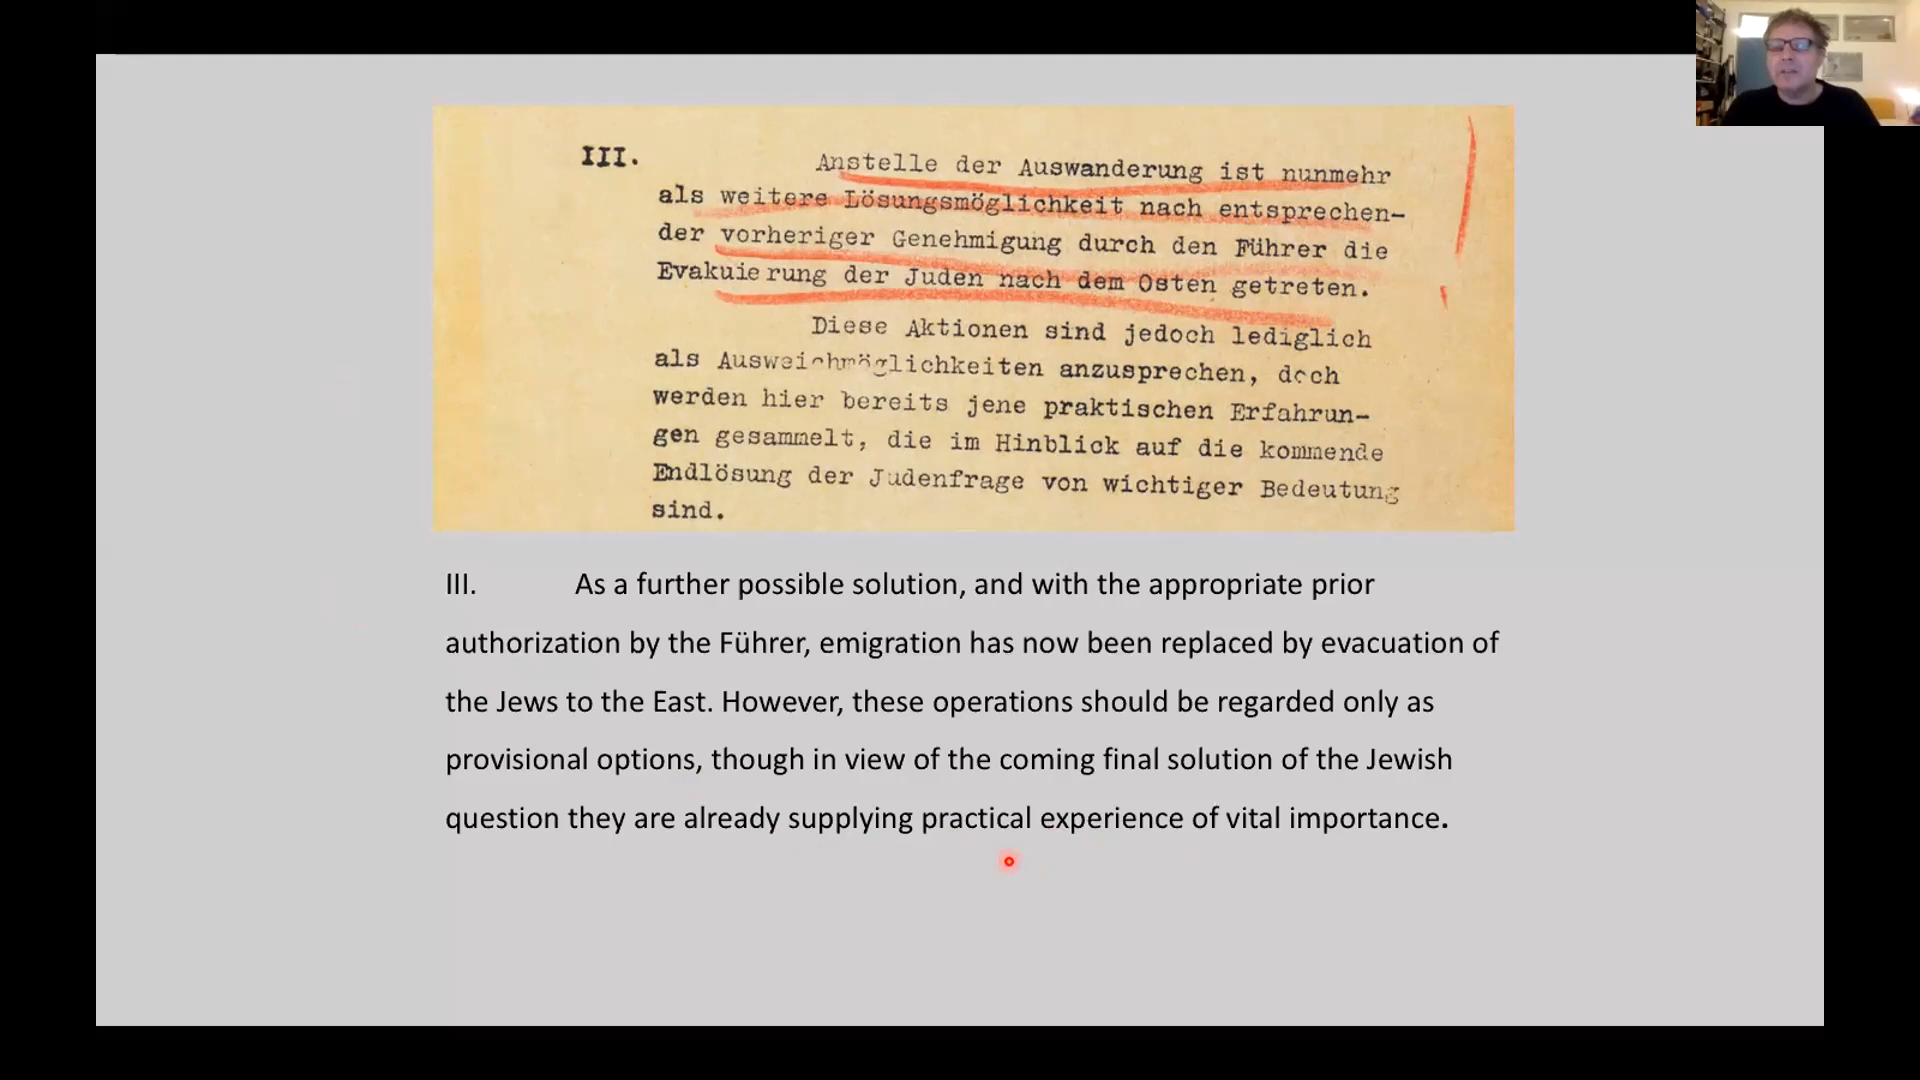 III. Anstelle der Auswanderung ist nunmehr
als weitere Lösungsmöglichkeit nach entsprechen-
der vorheriger Genehmigung durch den Führer die
Evakuierung der Juden nach dem Osten getreten.
Diese Aktionen sind jedoch lediglich
als Ausweichmöglichkeiten anzusprechen, doch
werden hier bereits jene praktischen Erfahrun-
gen gesammelt, die im Hinblick auf die kommende
Endlösung der Judenfrage von wichtiger Bedeutung
sind.
III. As a further possible solution, and with the appropriate prior
authorization by the Führer, emigration has now been replaced by evacuation of
the Jews to the East. However, these operations should be regarded only as
provisional options, though in view of the coming final solution of the Jewish
question they are already supplying practical experience of vital importance.